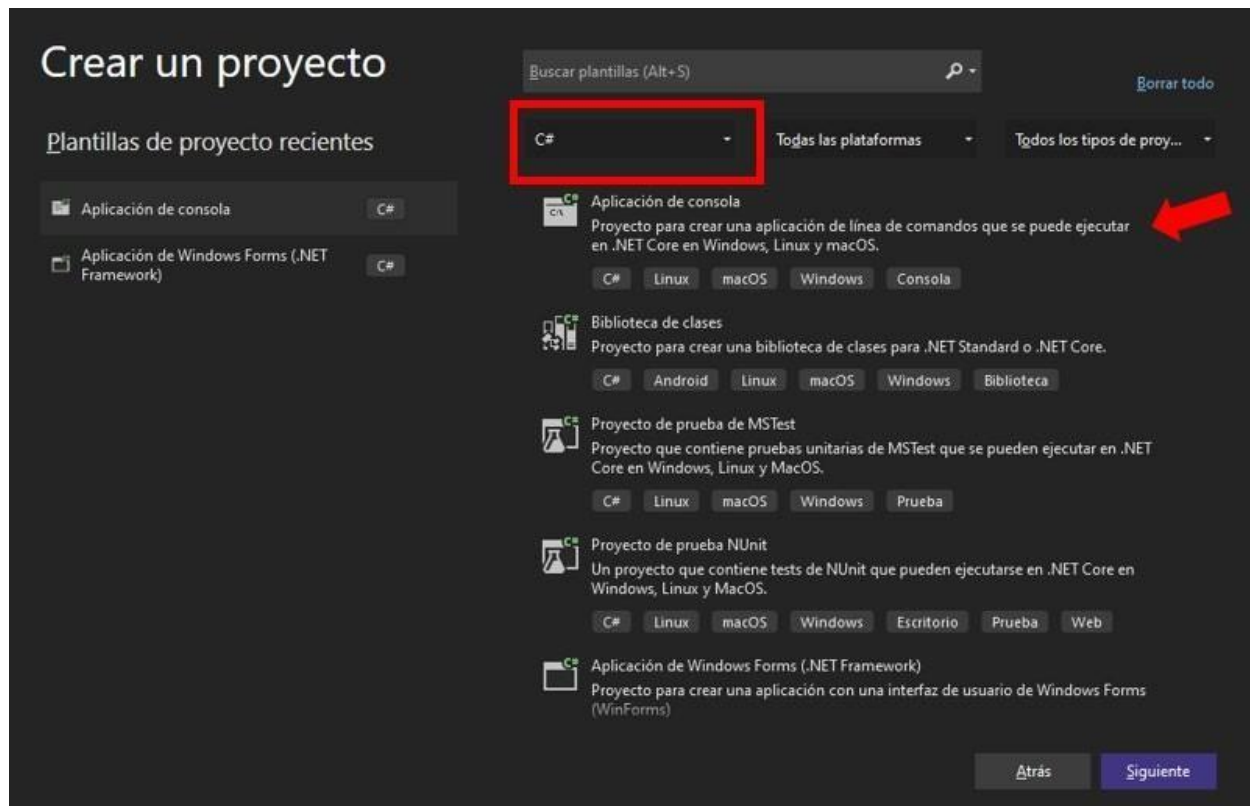 Crear un proyecto
Buscar plantillas (Alt+S)
Borrar todo
Plantillas de proyecto recientes
C#
Todas las plataformas
Todos los tipos de proy...
Aplicación de consola
C#
Aplicación de Windows Forms (.NET
Framework)
C#
Aplicación de consola
Proyecto para crear una aplicación de línea de comandos que se puede ejecutar
en .NET Core en Windows, Linux y macOS.
C# Linux macOS Windows Consola
Biblioteca de clases
Proyecto para crear una biblioteca de clases para .NET Standard o .NET Core.
C# Android Linux macOS Windows Biblioteca
Proyecto de prueba de MSTest
Proyecto que contiene pruebas unitarias de MSTest que se pueden ejecutar en .NET
Core en Windows, Linux y MacOS.
C# Linux macOS Windows Prueba
Proyecto de prueba NUnit
Un proyecto que contiene tests de NUnit que pueden ejecutarse en .NET Core en
Windows, Linux y MacOS.
C# Linux macOS Windows Escritorio Prueba Web
Aplicación de Windows Forms (.NET Framework)
Proyecto para crear una aplicación con una interfaz de usuario de Windows Forms
(WinForms)
Atrás
Siguiente